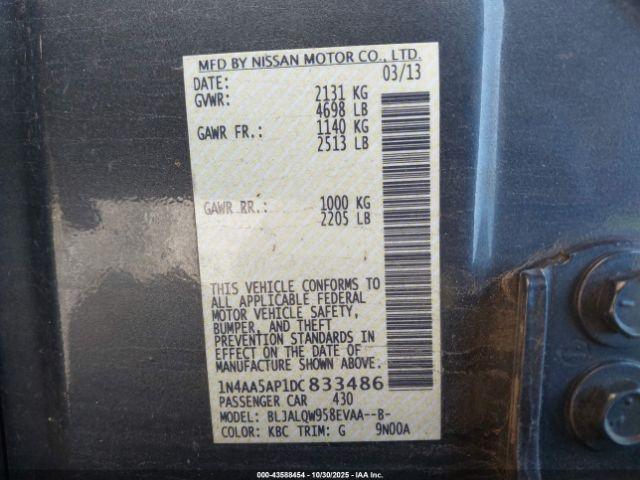 MFD BY NISSAN MOTOR CO., LTD.
DATE: 03/13
GVWR: 2131 KG
4698 LB
GAWR FR.: 1140 KG
2513 LB
GAWR RR.: 1000 KG
2205 LB
THIS VEHICLE CONFORMS TO
ALL APPLICABLE FEDERAL
MOTOR VEHICLE SAFETY,
BUMPER, AND THEFT
PREVENTION STANDARDS IN
EFFECT ON THE DATE OF
MANUFACTURE SHOWN ABOVE.
1N4AA5AP1DC833486
PASSENGER CAR 430
MODEL: BLJALQW958EVAA--B-
COLOR: KBC TRIM: G 9N00A
000-43588454 | 10/30/2025 | IAAI.COM